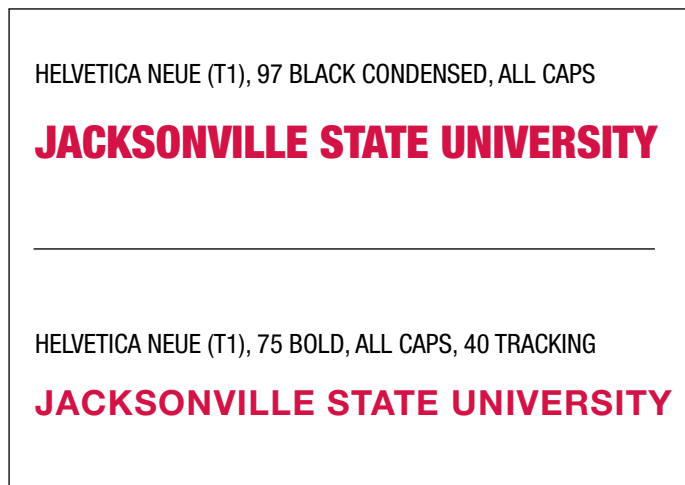 HELVETICA NEUE (T1), 97 BLACK CONDENSED, ALL CAPS
JACKSONVILLE STATE UNIVERSITY
HELVETICA NEUE (T1), 75 BOLD, ALL CAPS, 40 TRACKING
JACKSONVILLE STATE UNIVERSITY